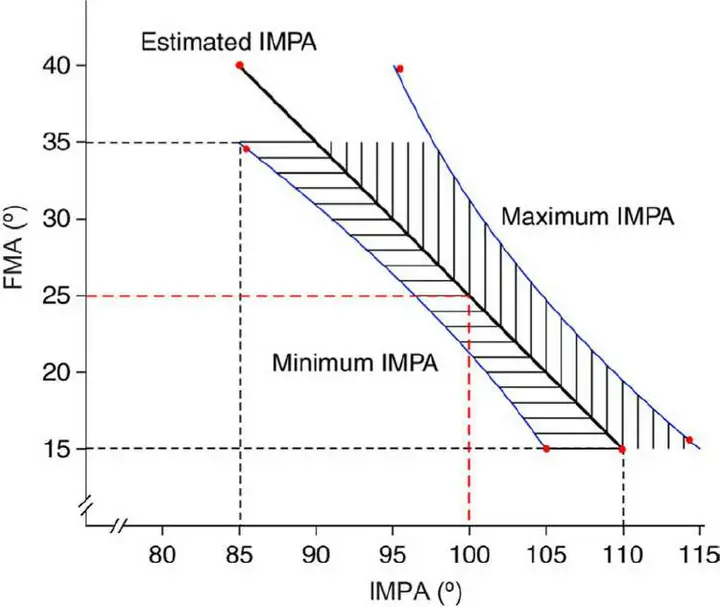 Estimated IMPA
40
35
30
Maximum IMPA
FMA (º)
25
Minimum IMPA
20
15
80 85 90 95 100 105 110 115
IMPA (º)